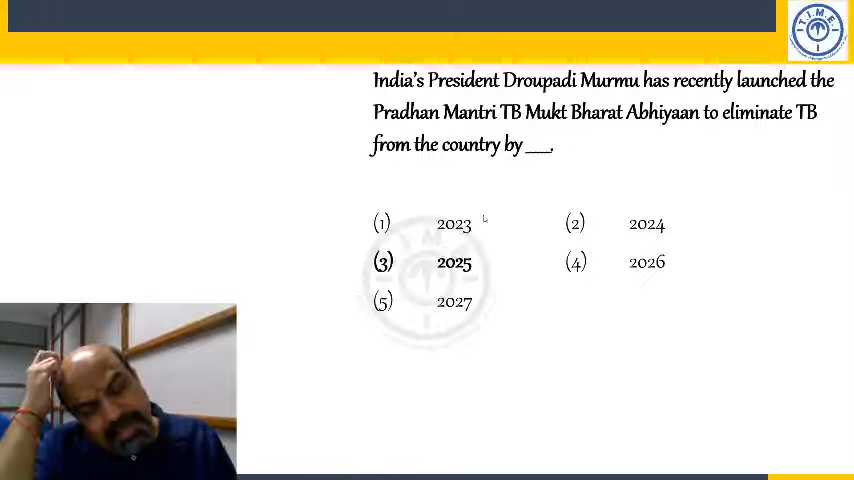 T.I.M.E.
India's President Droupadi Murmu has recently launched the
Pradhan Mantri TB Mukt Bharat Abhiyaan to eliminate TB
from the country by ___.
(1) 2023 (2) 2024
(3) 2025 (4) 2026
(5) 2027